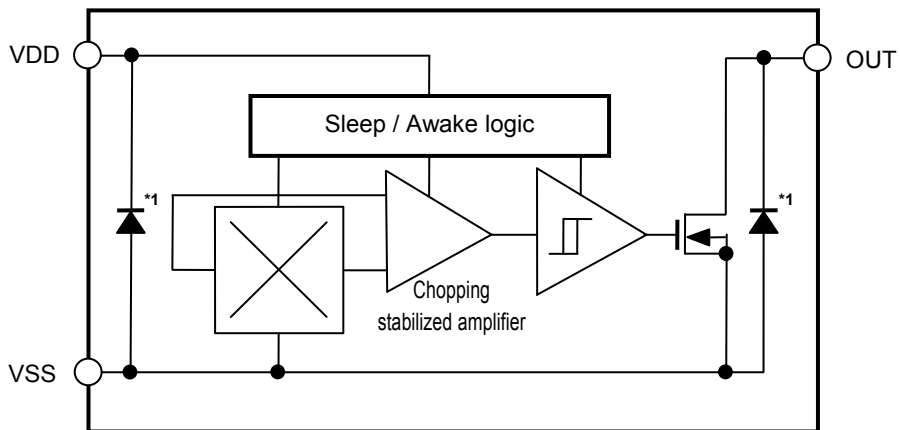 VDD
OUT
Sleep / Awake logic
*1
*1
Chopping
stabilized amplifier
VSS